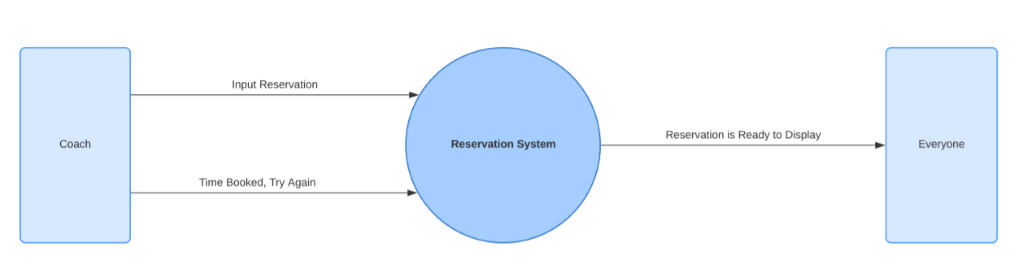 Input Reservation
Coach
Reservation System
Reservation is Ready to Display
Everyone
Time Booked, Try Again